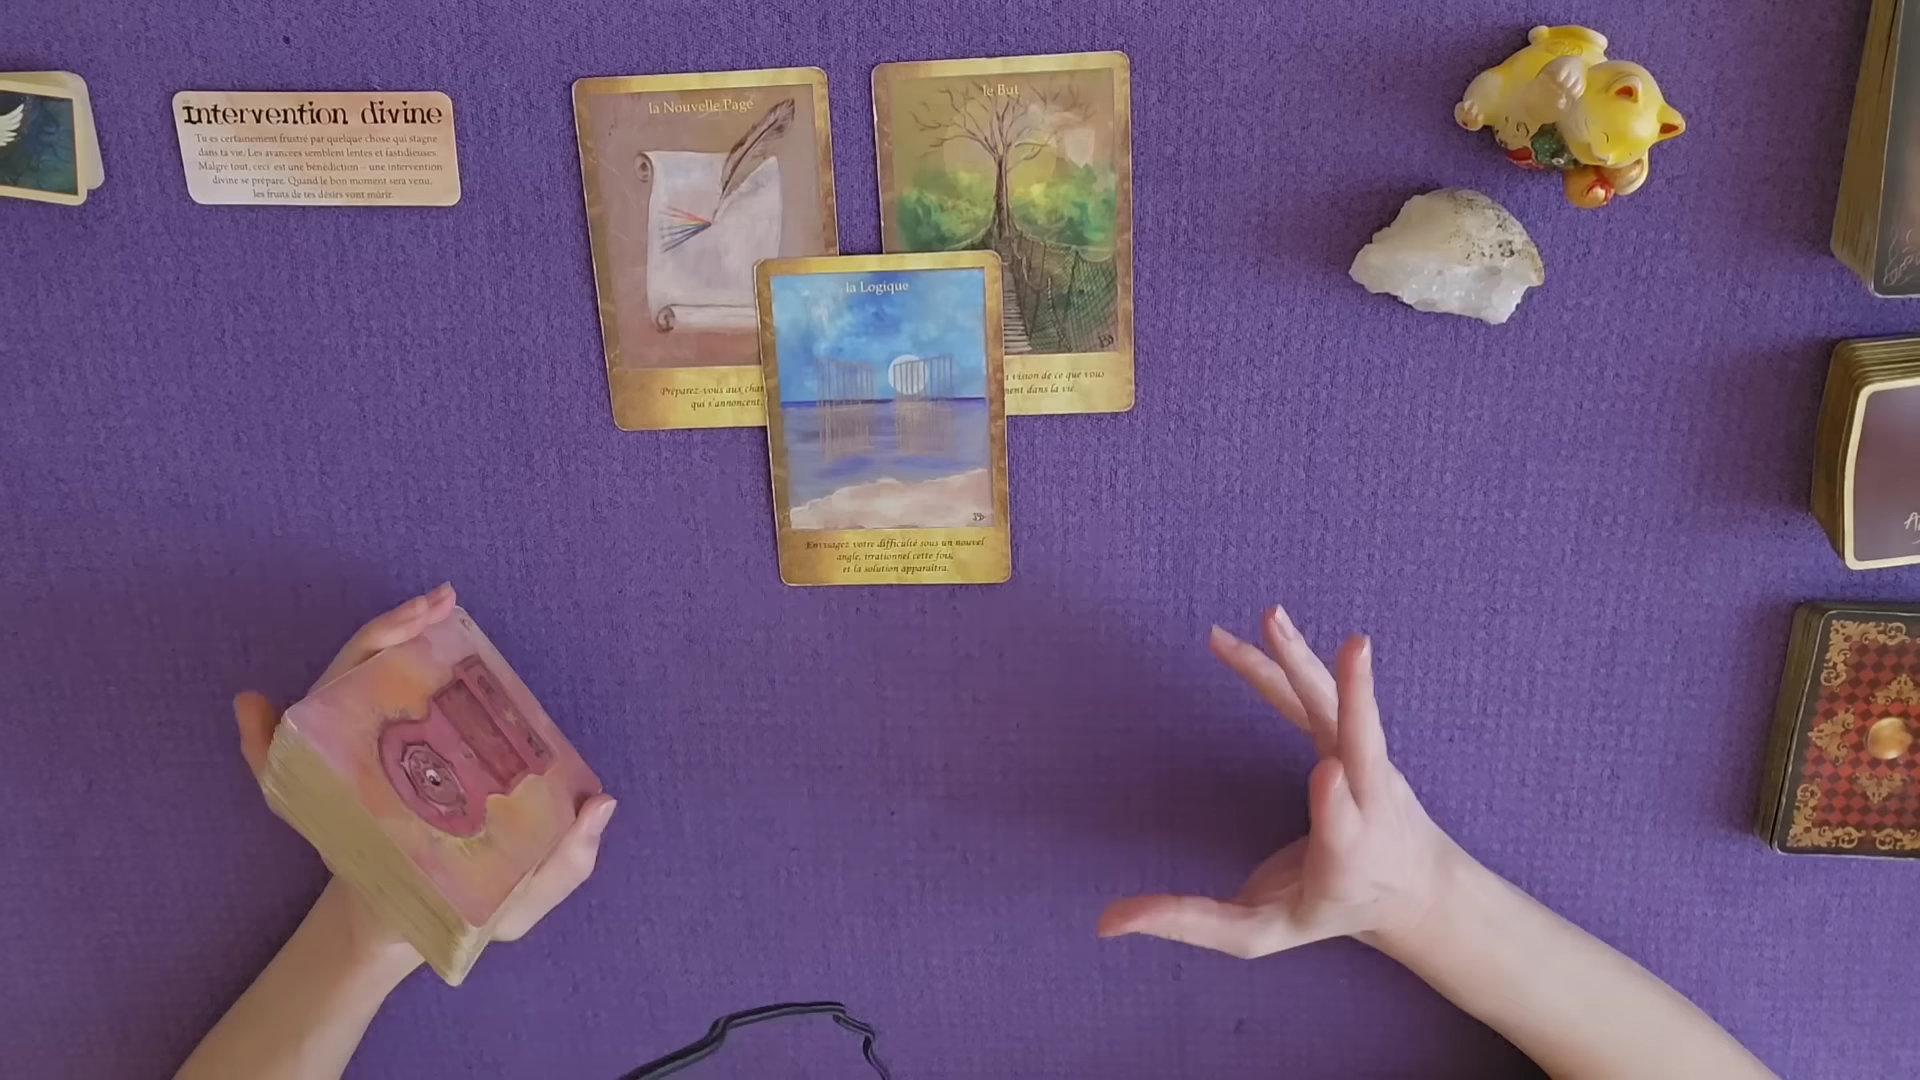 Intervention divine
Tu es certainement frustré par quelque chose qui stagne
dans ta vie. Les avancées semblent lentes et fastidieuses.
Malgré tout, ceci est une bénédiction – une intervention
divine se prépare. Quand le bon moment sera venu,
les fruits de tes désirs vont mûrir.
la Nouvelle Page
Préparez-vous aux
qui s'annoncent.
le But
vision de ce que vous
dans la vie.
la Logique
Envisagez votre difficulté sous un nouvel
angle, irrationnel cette fois,
et la solution apparaîtra.